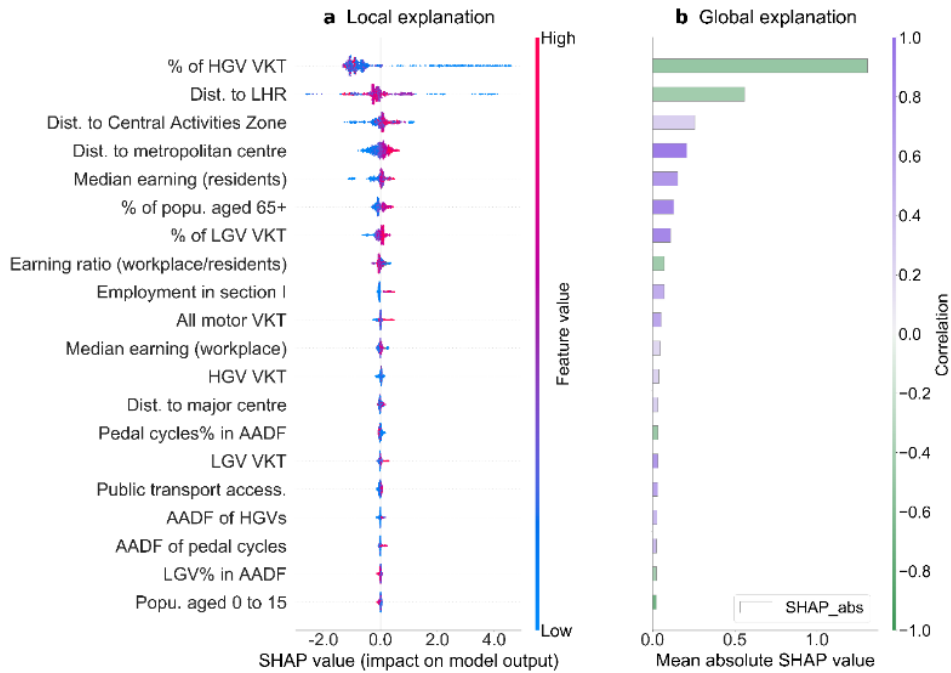 a Local explanation
b Global explanation
High
1.0
% of HGV VKT
Dist. to LHR
0.8
Dist. to Central Activities Zone
Dist. to metropolitan centre
0.6
Median earning (residents)
% of popu. aged 65+
0.4
% of LGV VKT
Earning ratio (workplace/residents)
0.2
Employment in section I
All motor VKT
0.0
Median earning (workplace)
HGV VKT
−0.2
Dist. to major centre
Pedal cycles% in AADF
−0.4
LGV VKT
Public transport access.
−0.6
AADF of HGVs
AADF of pedal cycles
−0.8
LGV% in AADF
Popu. aged 0 to 15
SHAP_abs
Low
−1.0
Feature value
Correlation
-2.0 0.0 2.0 4.0
0.0 0.5 1.0
SHAP value (impact on model output)
Mean absolute SHAP value